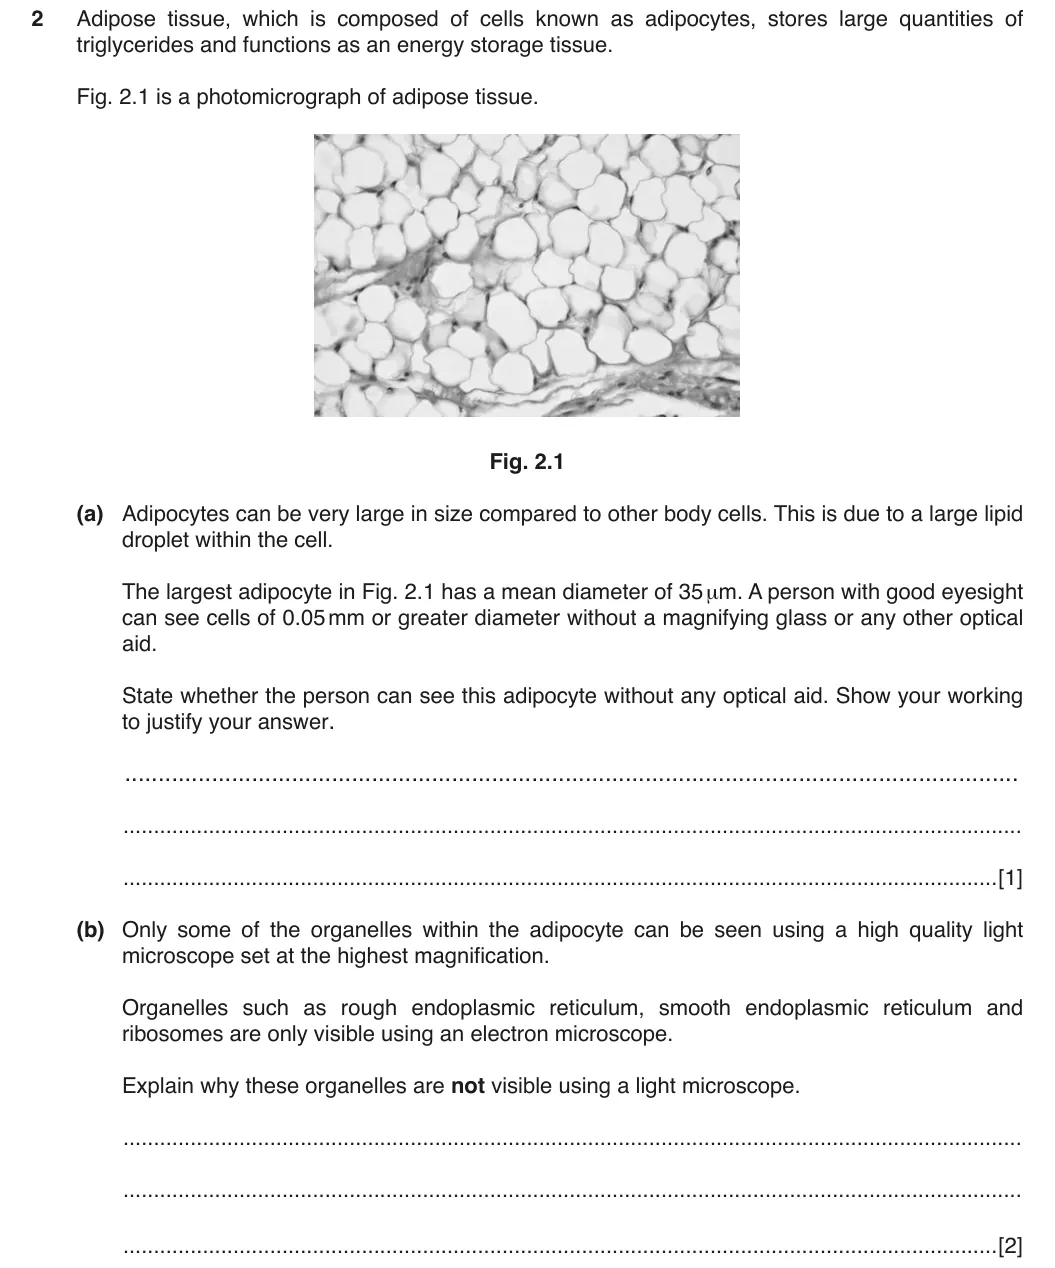 2 Adipose tissue, which is composed of cells known as adipocytes, stores large quantities of
triglycerides and functions as an energy storage tissue.
Fig. 2.1 is a photomicrograph of adipose tissue.
Fig. 2.1
(a) Adipocytes can be very large in size compared to other body cells. This is due to a large lipid
droplet within the cell.
The largest adipocyte in Fig. 2.1 has a mean diameter of 35 μm. A person with good eyesight
can see cells of 0.05 mm or greater diameter without a magnifying glass or any other optical
aid.
State whether the person can see this adipocyte without any optical aid. Show your working
to justify your answer.
...................................................................................................................................
...................................................................................................................................
...............................................................................................................................[1]
(b) Only some of the organelles within the adipocyte can be seen using a high quality light
microscope set at the highest magnification.
Organelles such as rough endoplasmic reticulum, smooth endoplasmic reticulum and
ribosomes are only visible using an electron microscope.
Explain why these organelles are not visible using a light microscope.
...................................................................................................................................
...................................................................................................................................
...............................................................................................................................[2]